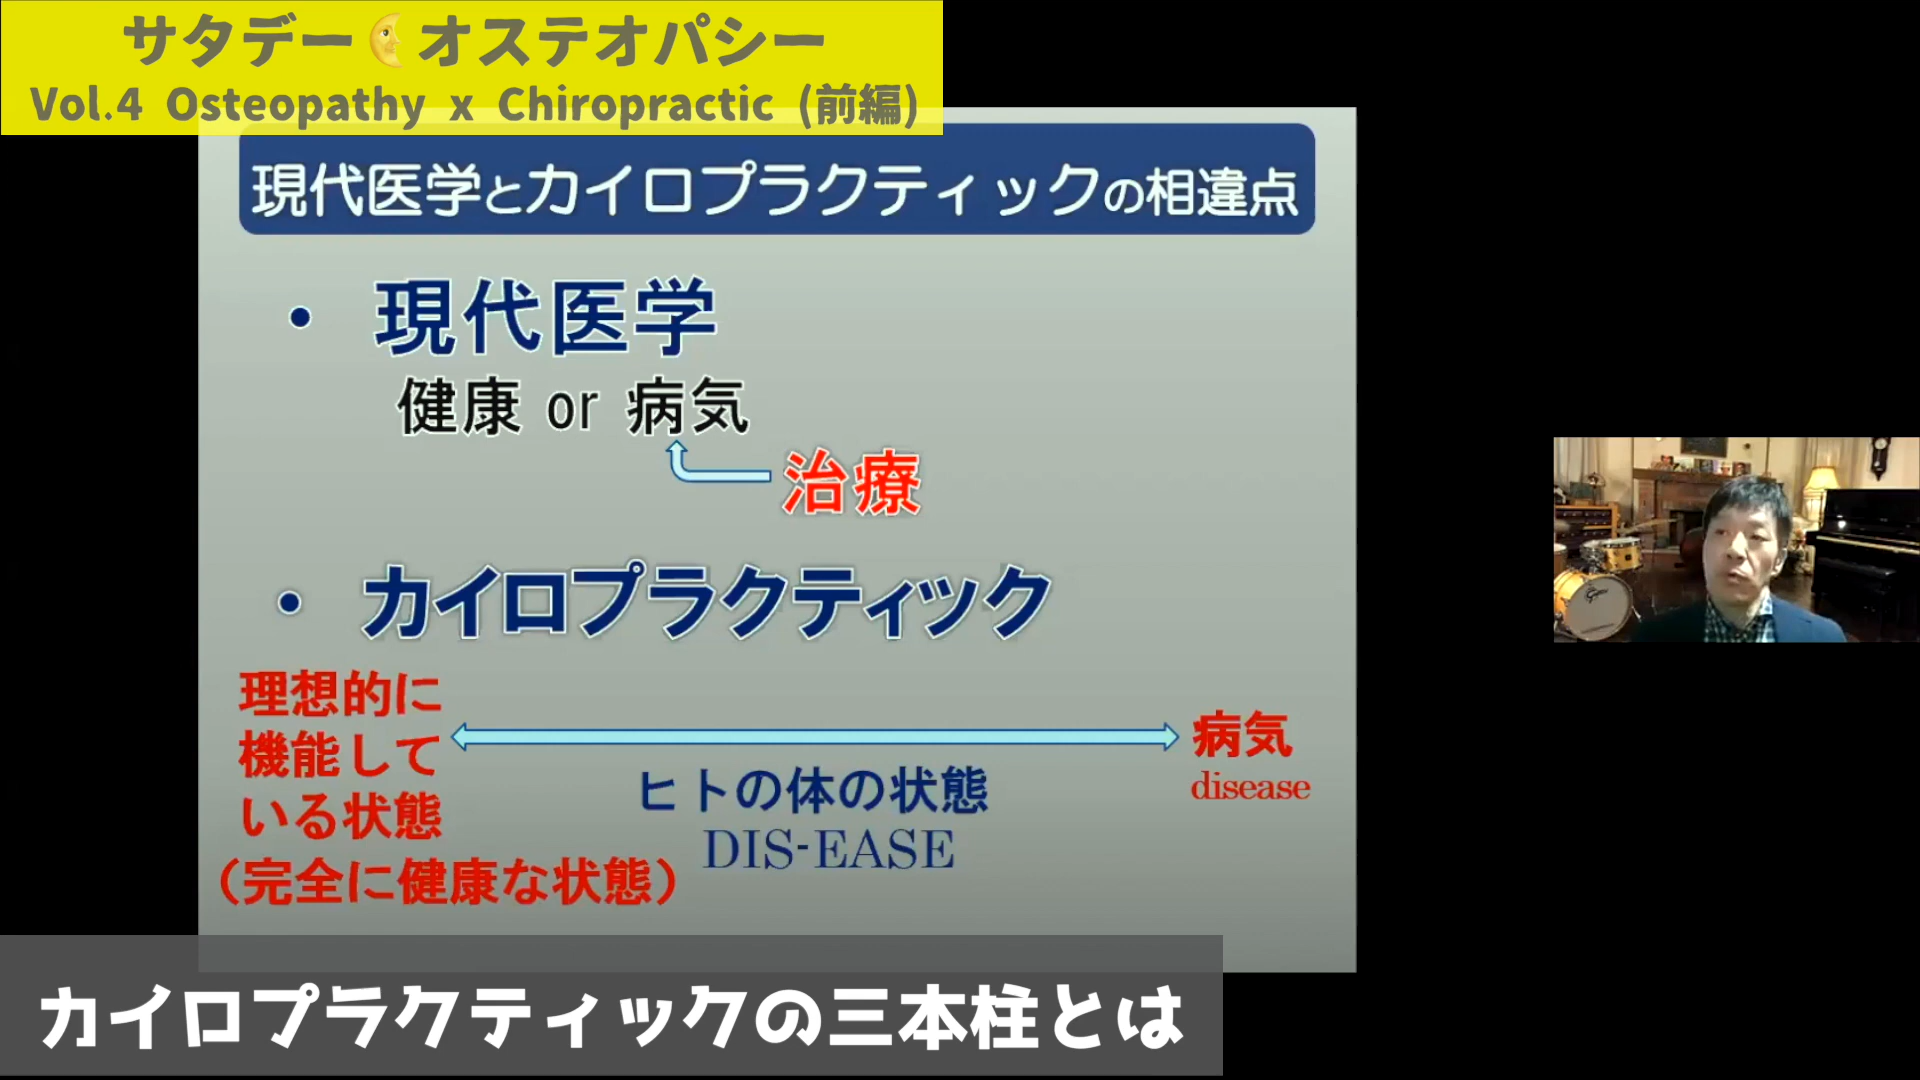 サタデー🌜オステオパシー
Vol.4 Osteopathy x Chiropractic (前編)
現代医学とカイロプラクティックの相違点
• 現代医学
健康 or 病気
治療
• カイロプラクティック
理想的に
機能して
いる状態
(完全に健康な状態)
病気
disease
ヒトの体の状態
DIS-EASE
カイロプラクティックの三本柱とは